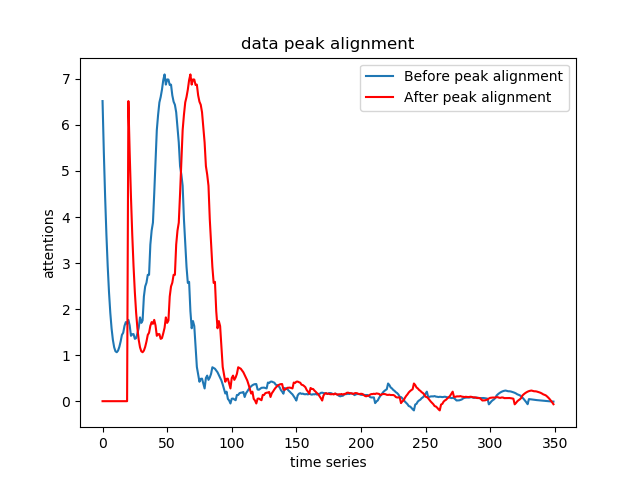 data peak alignment
Before peak alignment
After peak alignment
7
6
5
4
3
2
1
0
attentions
0 50 100 150 200 250 300 350
time series